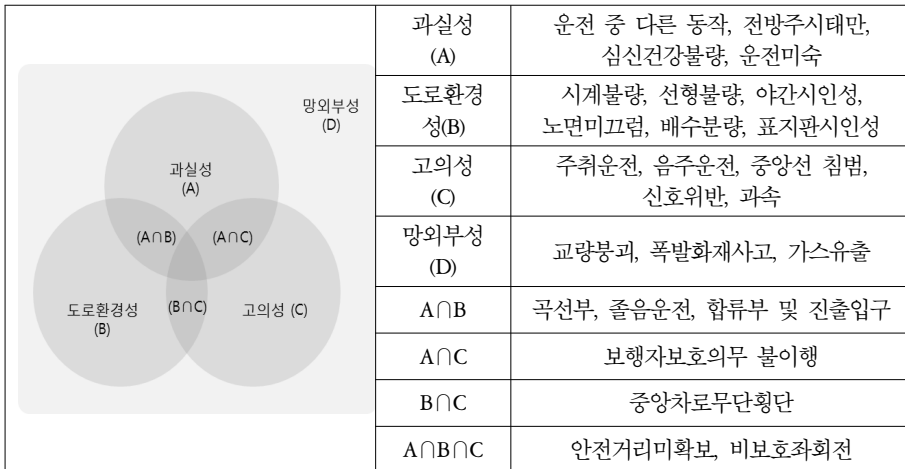 망외부성
(D)
과실성
(A)
(A∩B)
(A∩C)
(B∩C)
도로환경성
(B)
고의성 (C)
과실성
(A)
운전 중 다른 동작, 전방주시태만,
심신건강불량, 운전미숙
도로환경
성(B)
시계불량, 선형불량, 야간시인성,
노면미끄럼, 배수분량, 표지판시인성
고의성
(C)
주취운전, 음주운전, 중앙선 침범,
신호위반, 과속
망외부성
(D)
교량붕괴, 폭발화재사고, 가스유출
A∩B
곡선부, 졸음운전, 합류부 및 진출입구
A∩C
보행자보호의무 불이행
B∩C
중앙차로무단횡단
A∩B∩C
안전거리미확보, 비보호좌회전